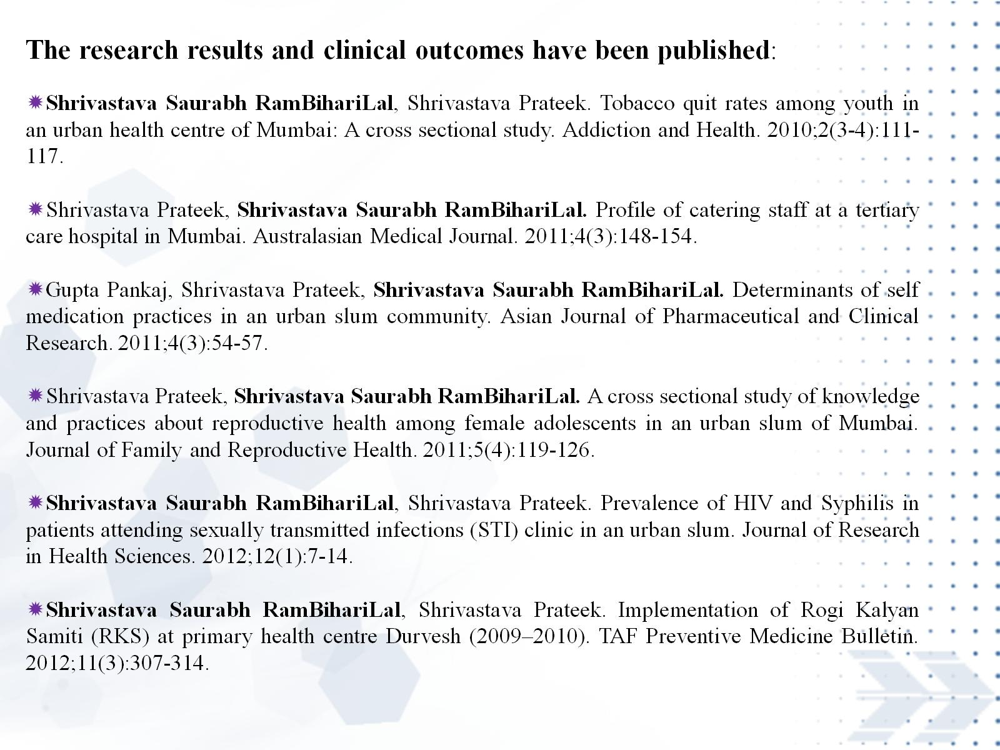 The research results and clinical outcomes have been published:
✹Shrivastava Saurabh RamBihariLal, Shrivastava Prateek. Tobacco quit rates among youth in
an urban health centre of Mumbai: A cross sectional study. Addiction and Health. 2010;2(3-4):111-
117.
✹Shrivastava Prateek, Shrivastava Saurabh RamBihariLal. Profile of catering staff at a tertiary
care hospital in Mumbai. Australasian Medical Journal. 2011;4(3):148-154.
✹Gupta Pankaj, Shrivastava Prateek, Shrivastava Saurabh RamBihariLal. Determinants of self
medication practices in an urban slum community. Asian Journal of Pharmaceutical and Clinical
Research. 2011;4(3):54-57.
✹Shrivastava Prateek, Shrivastava Saurabh RamBihariLal. A cross sectional study of knowledge
and practices about reproductive health among female adolescents in an urban slum of Mumbai.
Journal of Family and Reproductive Health. 2011;5(4):119-126.
✹Shrivastava Saurabh RamBihariLal, Shrivastava Prateek. Prevalence of HIV and Syphilis in
patients attending sexually transmitted infections (STI) clinic in an urban slum. Journal of Research
in Health Sciences. 2012;12(1):7-14.
✹Shrivastava Saurabh RamBihariLal, Shrivastava Prateek. Implementation of Rogi Kalyan
Samiti (RKS) at primary health centre Durvesh (2009–2010). TAF Preventive Medicine Bulletin.
2012;11(3):307-314.